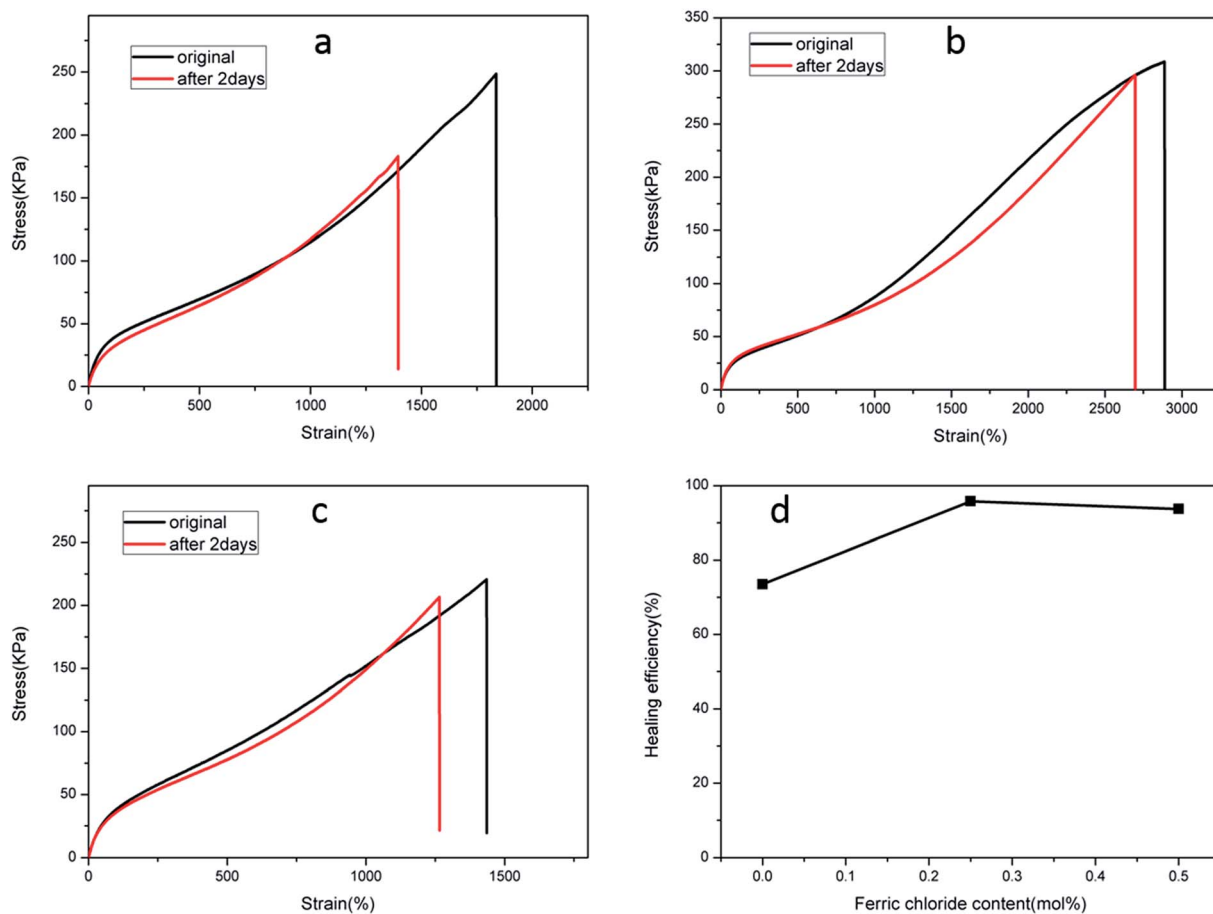 a
original
after 2days
250
200
150
100
50
0
Stress(KPa)
0
500
1000
1500
2000
Strain(%)
b
original
after 2days
350
300
250
200
150
100
50
0
Stress(kPa)
0
500
1000
1500
2000
2500
3000
Strain(%)
c
original
after 2days
250
200
150
100
50
0
Stress(KPa)
0
500
1000
1500
Strain(%)
d
100
80
60
40
20
0
Healing efficiency(%)
0.0
0.1
0.2
0.3
0.4
0.5
Ferric chloride content(mol%)